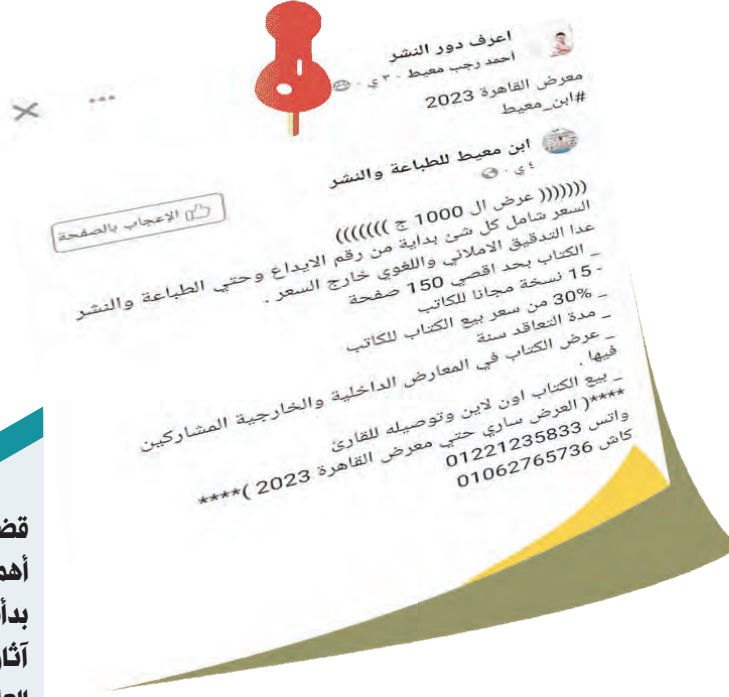 اعرف دور النشر
أحمد رجب معيط · ٣ ي ·
معرض القاهرة 2023
#ابن_معيط
ابن معيط للطباعة والنشر
٤ ي ·
الإعجاب بالصفحة
((((((( عرض ال 1000 ج )))))))
السعر شامل كل شئ بداية من رقم الايداع وحتي الطباعة والنشر
عدا التدقيق الاملائي واللغوي خارج السعر .
_ الكتاب بحد اقصي 150 صفحة
- 15 نسخة مجانا للكاتب
_ 30% من سعر بيع الكتاب للكاتب
_ مدة التعاقد سنة
_ عرض الكتاب في المعارض الداخلية والخارجية المشاركين
فيها .
_ بيع الكتاب اون لاين وتوصيله للقارئ
****( العرض ساري حتي معرض القاهرة 2023 )****
واتس 01221235833
كاش 01062765736